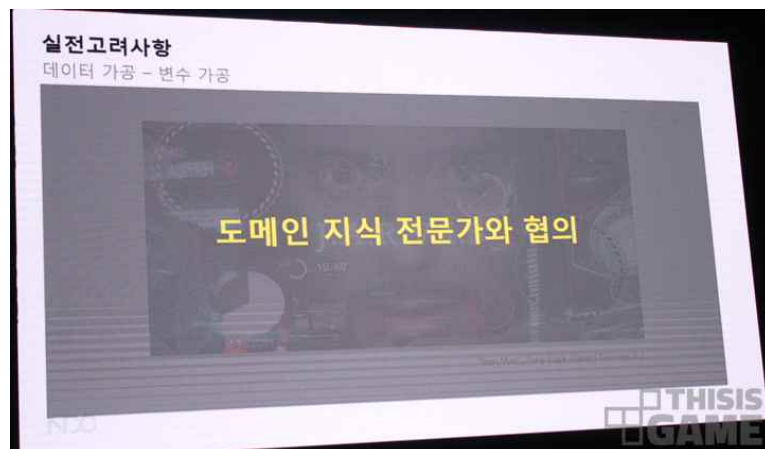 실전고려사항
데이터 가공 – 변수 가공
도메인 지식 전문가와 협의
THISIS
GAME